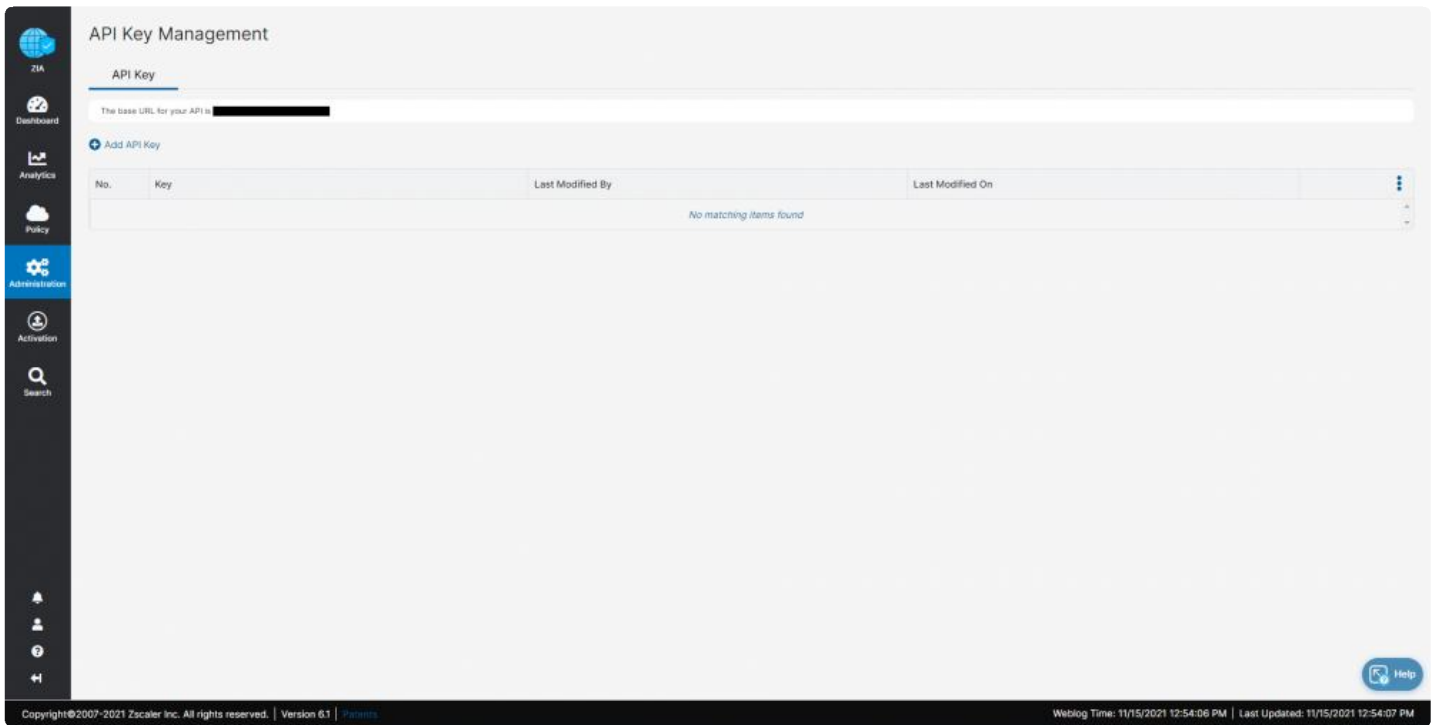 API Key Management
ZIA
API Key
Dashboard
The base URL for your API is
Add API Key
Analytics
No. Key Last Modified By Last Modified On
No matching items found
Policy
Administration
Activation
Search
Help
Copyright©2007-2021 Zscaler Inc. All rights reserved. | Version 6.1 | Patents
Weblog Time: 11/15/2021 12:54:06 PM | Last Updated: 11/15/2021 12:54:07 PM